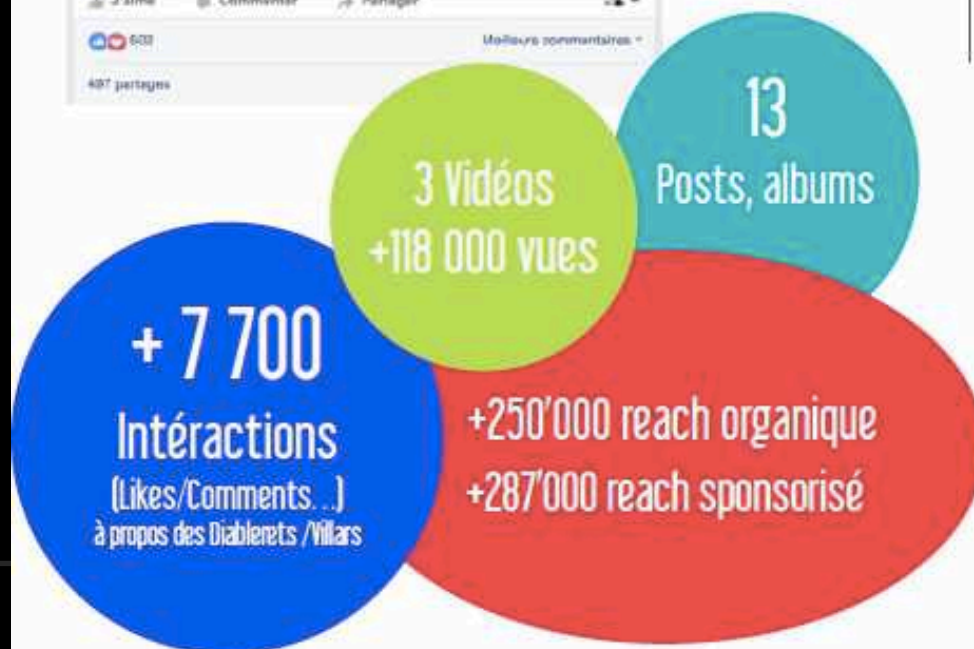 J'aime Commenter Partager
Meilleurs commentaires
497 partages
13
Posts, albums
3 Vidéos
+118 000 vues
+ 7 700
Intéractions
(Likes/Comments…)
à propos des Diablerets /Villars
+250'000 reach organique
+287'000 reach sponsorisé